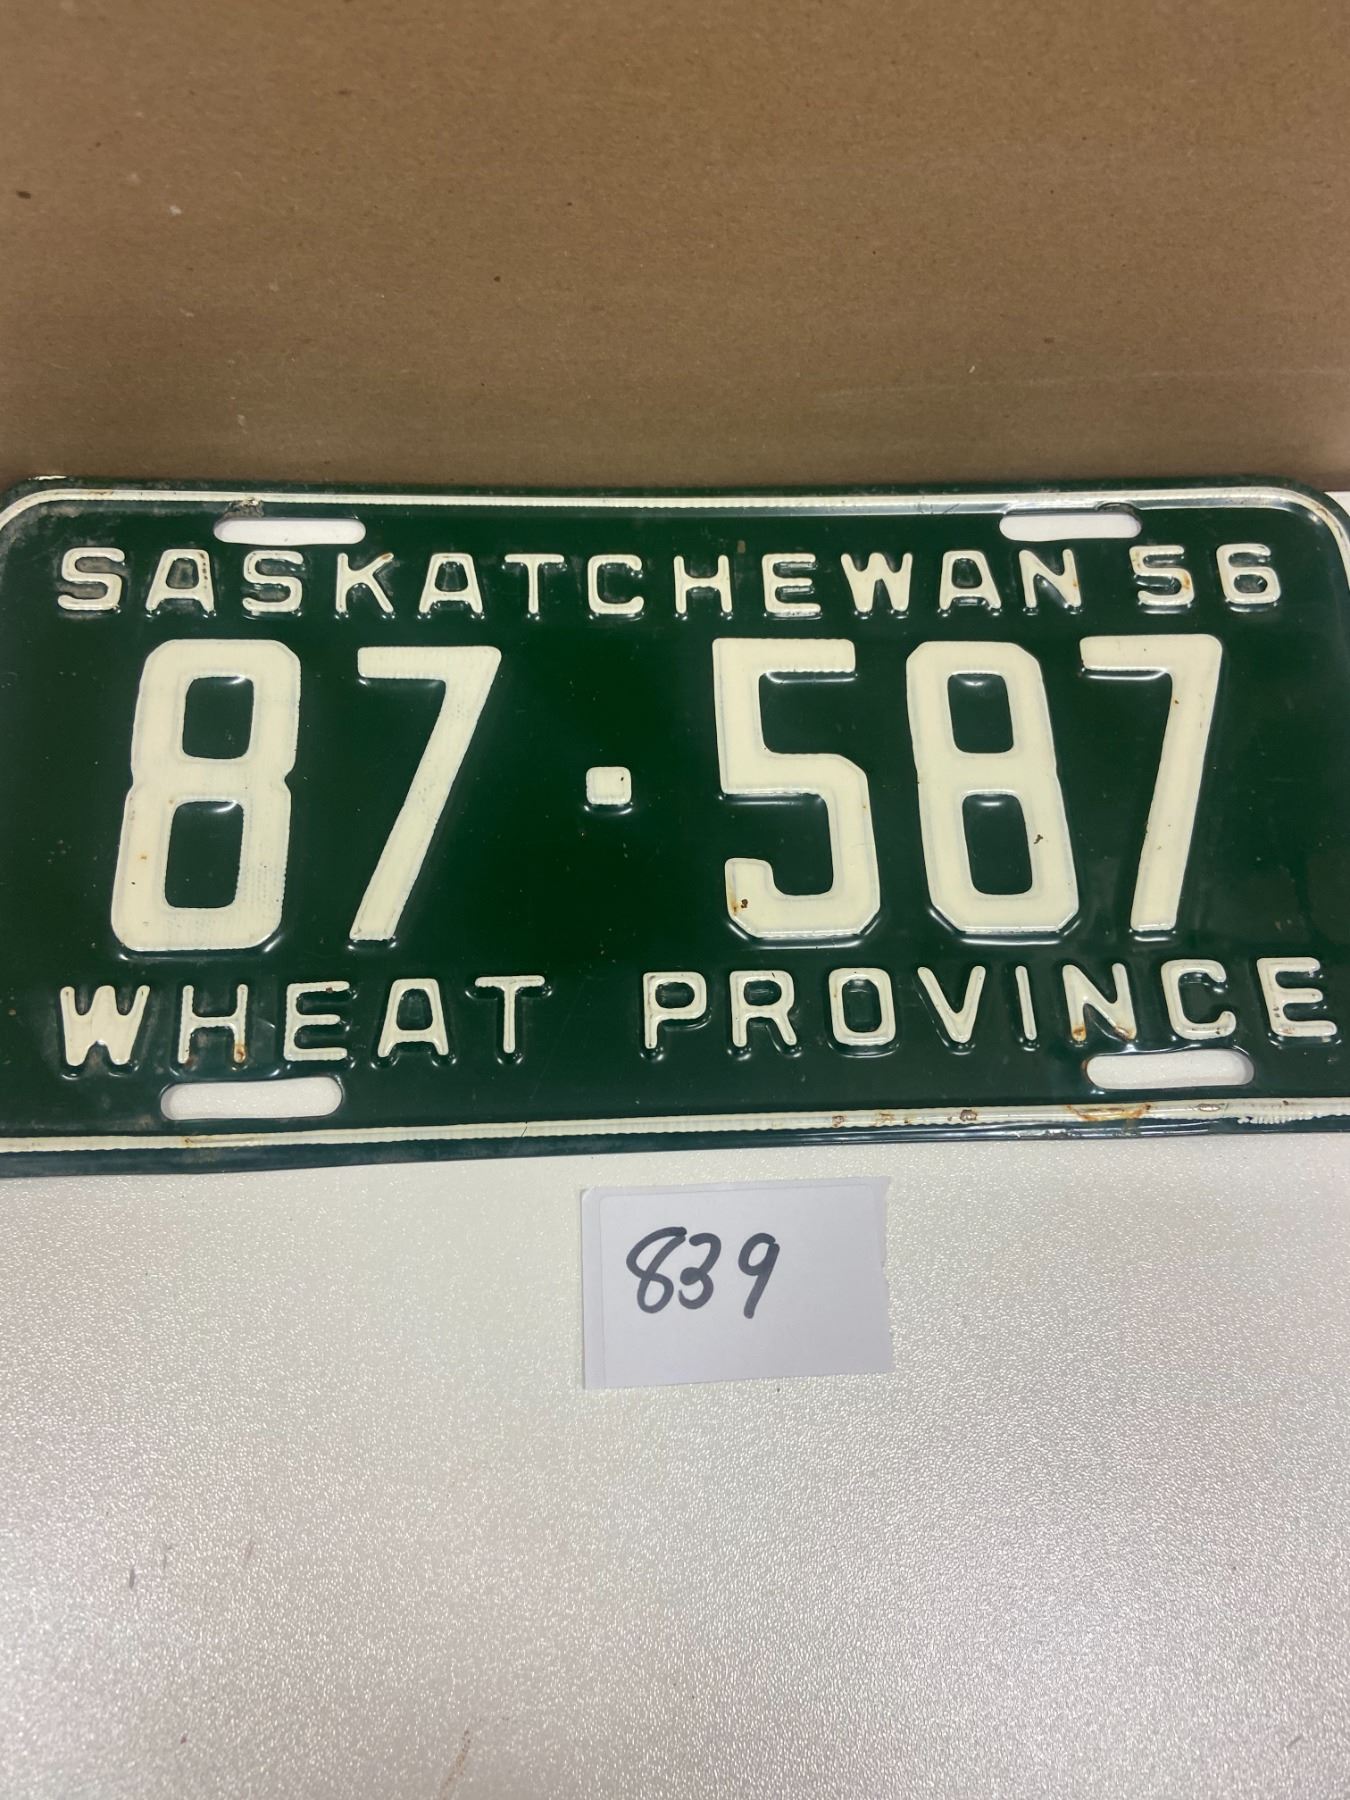 SASKATCHEWAN 56
87·587
WHEAT PROVINCE
839